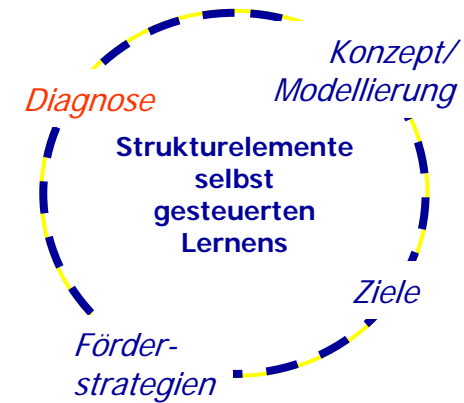 Konzept/
Modellierung
Diagnose
Strukturelemente
selbst
gesteuerten
Lernens
Ziele
Förder-
strategien